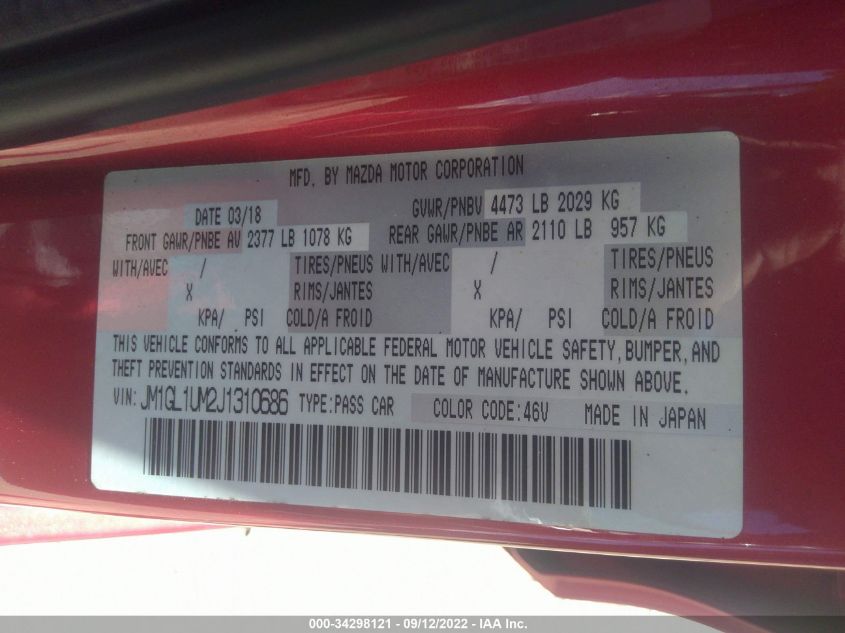 MFD. BY MAZDA MOTOR CORPORATION
DATE 03/18 GVWR/PNBV 4473 LB 2029 KG
FRONT GAWR/PNBE AV 2377 LB 1078 KG REAR GAWR/PNBE AR 2110 LB 957 KG
WITH/AVEC / TIRES/PNEUS WITH/AVEC / TIRES/PNEUS
X RIMS/JANTES X RIMS/JANTES
KPA/ PSI COLD/A FROID KPA/ PSI COLD/A FROID
THIS VEHICLE CONFORMS TO ALL APPLICABLE FEDERAL MOTOR VEHICLE SAFETY, BUMPER, AND
THEFT PREVENTION STANDARDS IN EFFECT ON THE DATE OF MANUFACTURE SHOWN ABOVE.
VIN: JM1GL1UM2J1310686 TYPE:PASS CAR COLOR CODE:46V MADE IN JAPAN
000-34298121 - 09/12/2022 - IAA Inc.